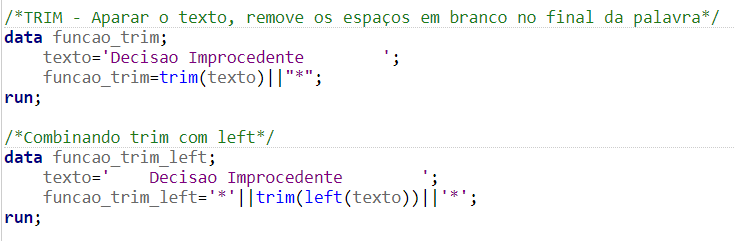 /*TRIM - Aparar o texto, remove os espaços em branco no final da palavra*/
data funcao_trim;
    texto='Decisao Improcedente        ';
    funcao_trim=trim(texto)||"*";
run;

/*Combinando trim com left*/
data funcao_trim_left;
    texto='    Decisao Improcedente        ';
    funcao_trim_left='*'||trim(left(texto))||'*';
run;